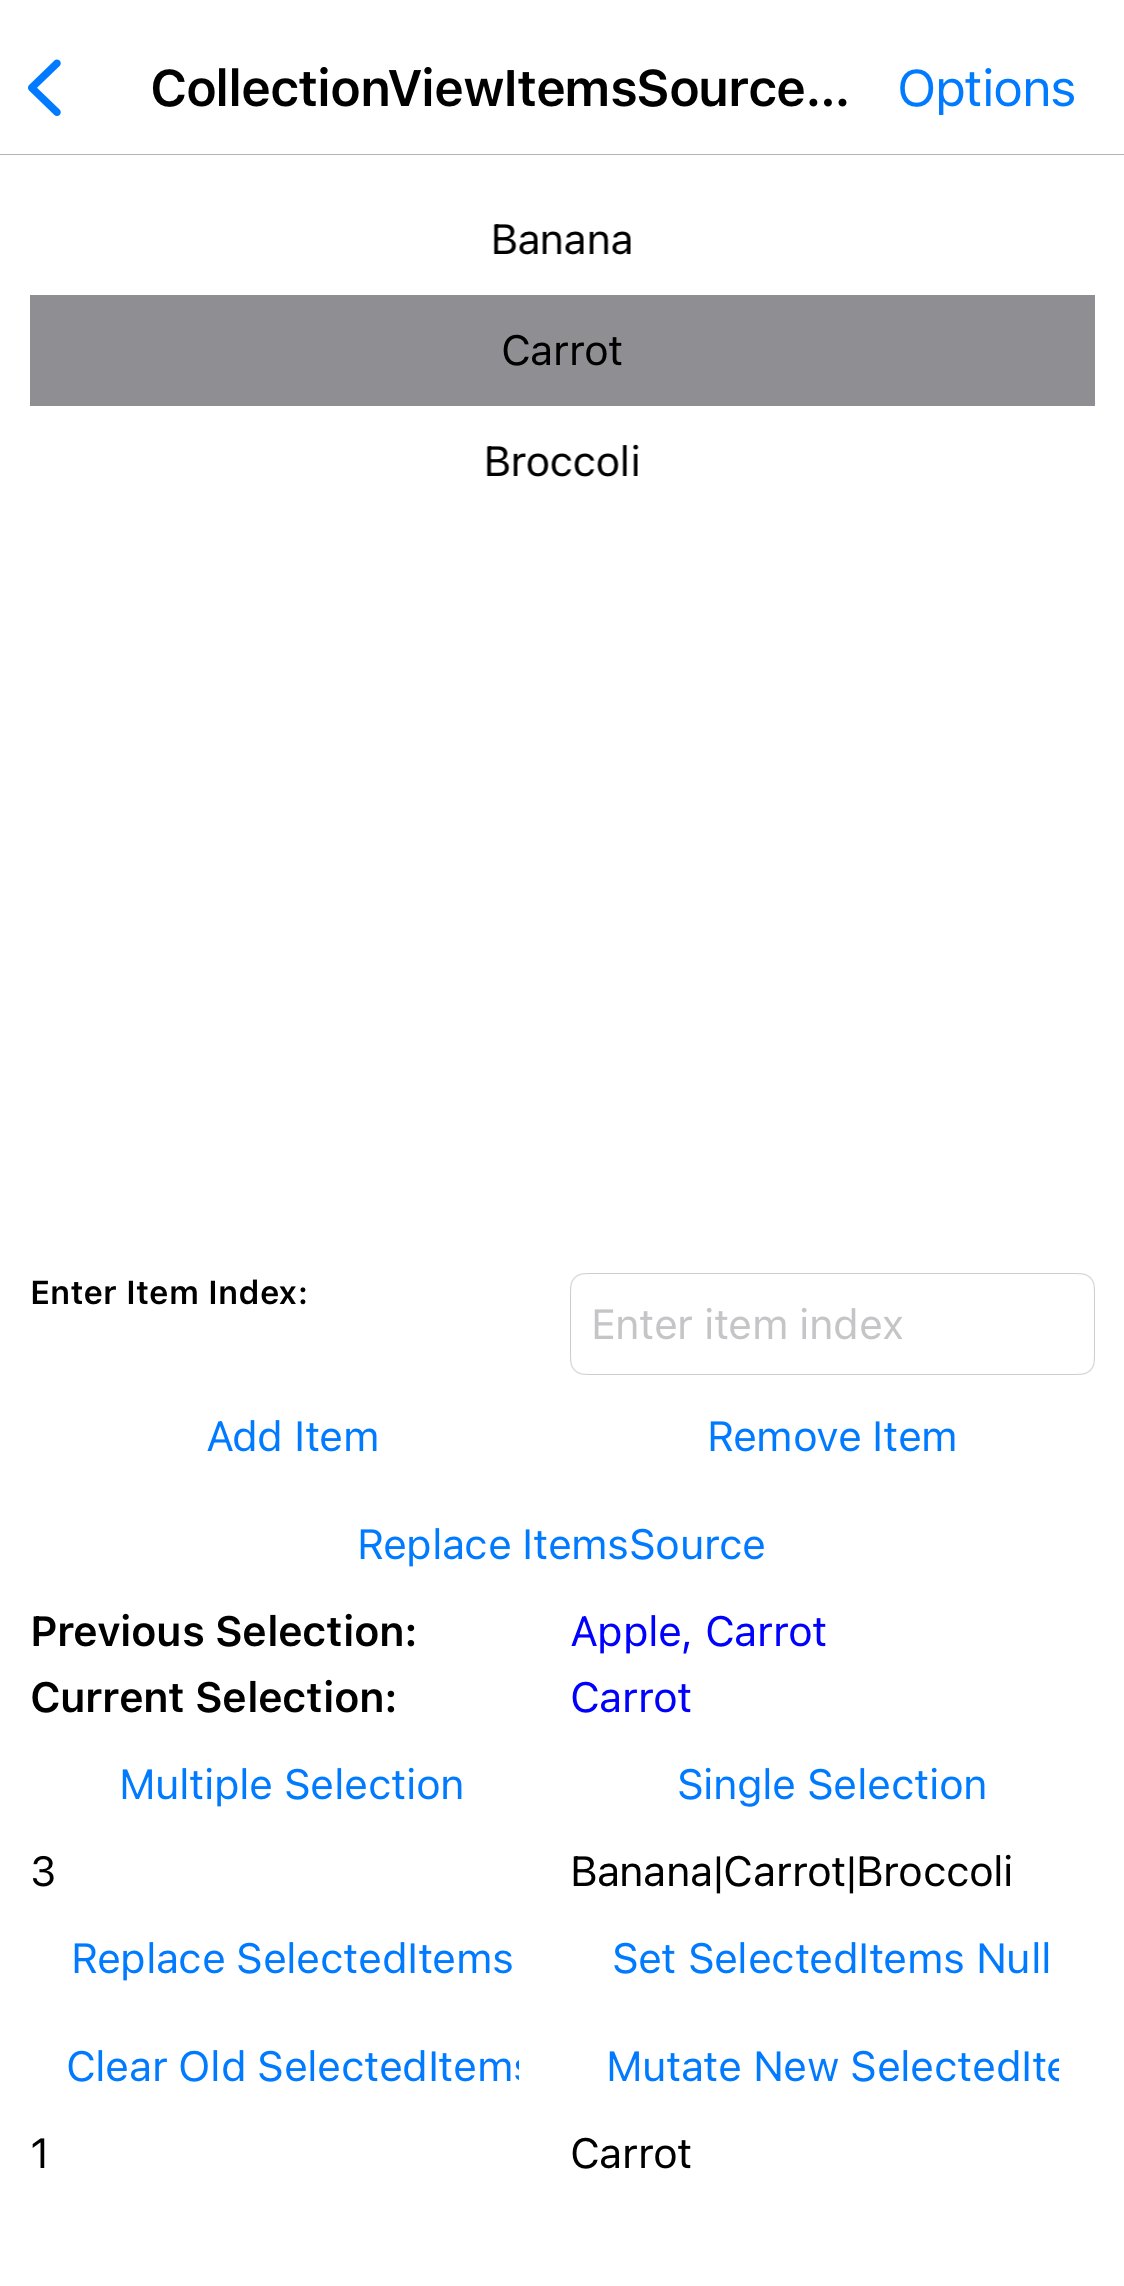 CollectionViewItemsSource...
Options
Banana
Carrot
Broccoli
Enter Item Index:
Enter item index
Add Item
Remove Item
Replace ItemsSource
Previous Selection:
Apple, Carrot
Current Selection:
Carrot
Multiple Selection
Single Selection
3
Banana|Carrot|Broccoli
Replace SelectedItems
Set SelectedItems Null
Clear Old SelectedItems
Mutate New SelectedIte
1
Carrot